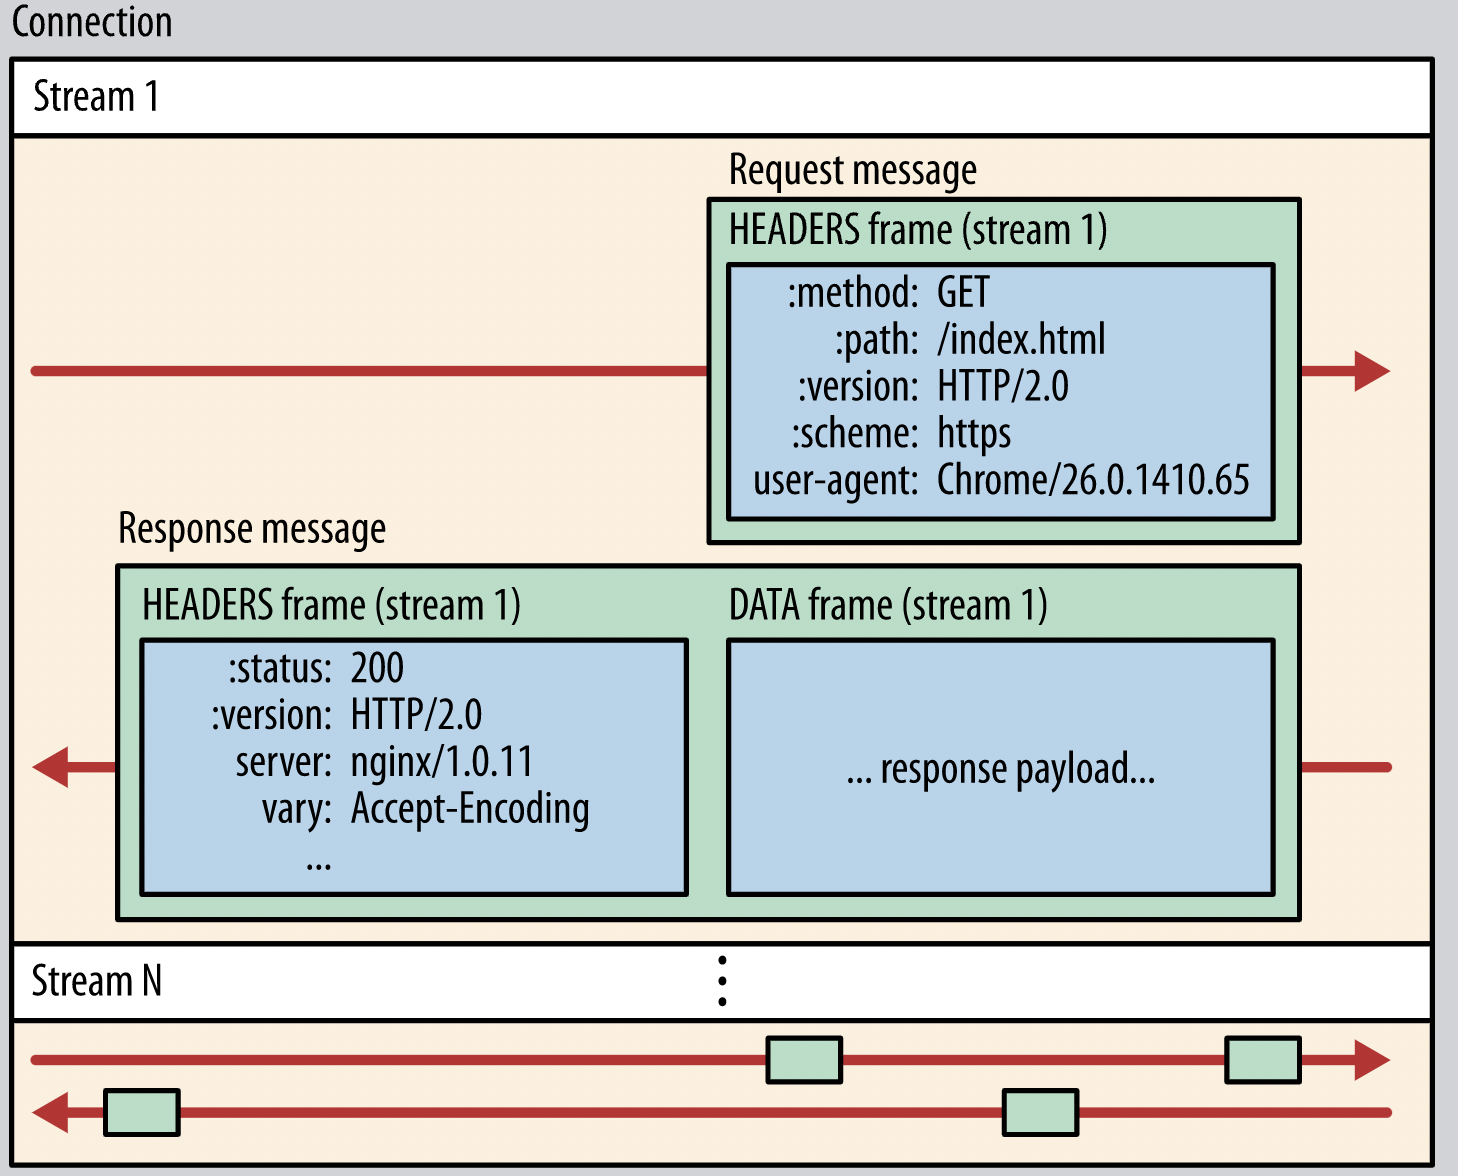 Connection
Stream 1
Request message
HEADERS frame (stream 1)
:method: GET
:path: /index.html
:version: HTTP/2.0
:scheme: https
user-agent: Chrome/26.0.1410.65
Response message
HEADERS frame (stream 1)
:status: 200
:version: HTTP/2.0
server: nginx/1.0.11
vary: Accept-Encoding
...
DATA frame (stream 1)
... response payload...
Stream N